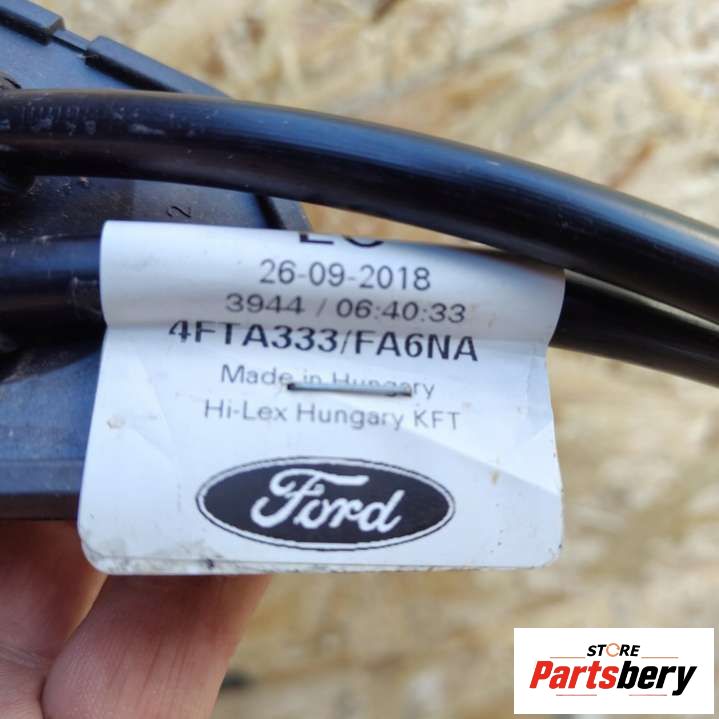 26-09-2018
3944 / 06:40:33
4FTA333/FA6NA
Made in Hungary
Hi-Lex Hungary KFT
Ford
STORE
Partsbery